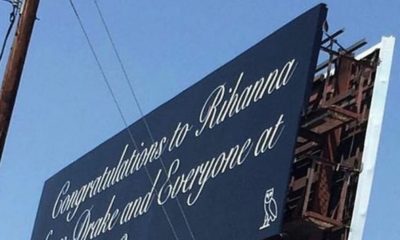 Congratulations to Rihanna
Drake and Everyone at